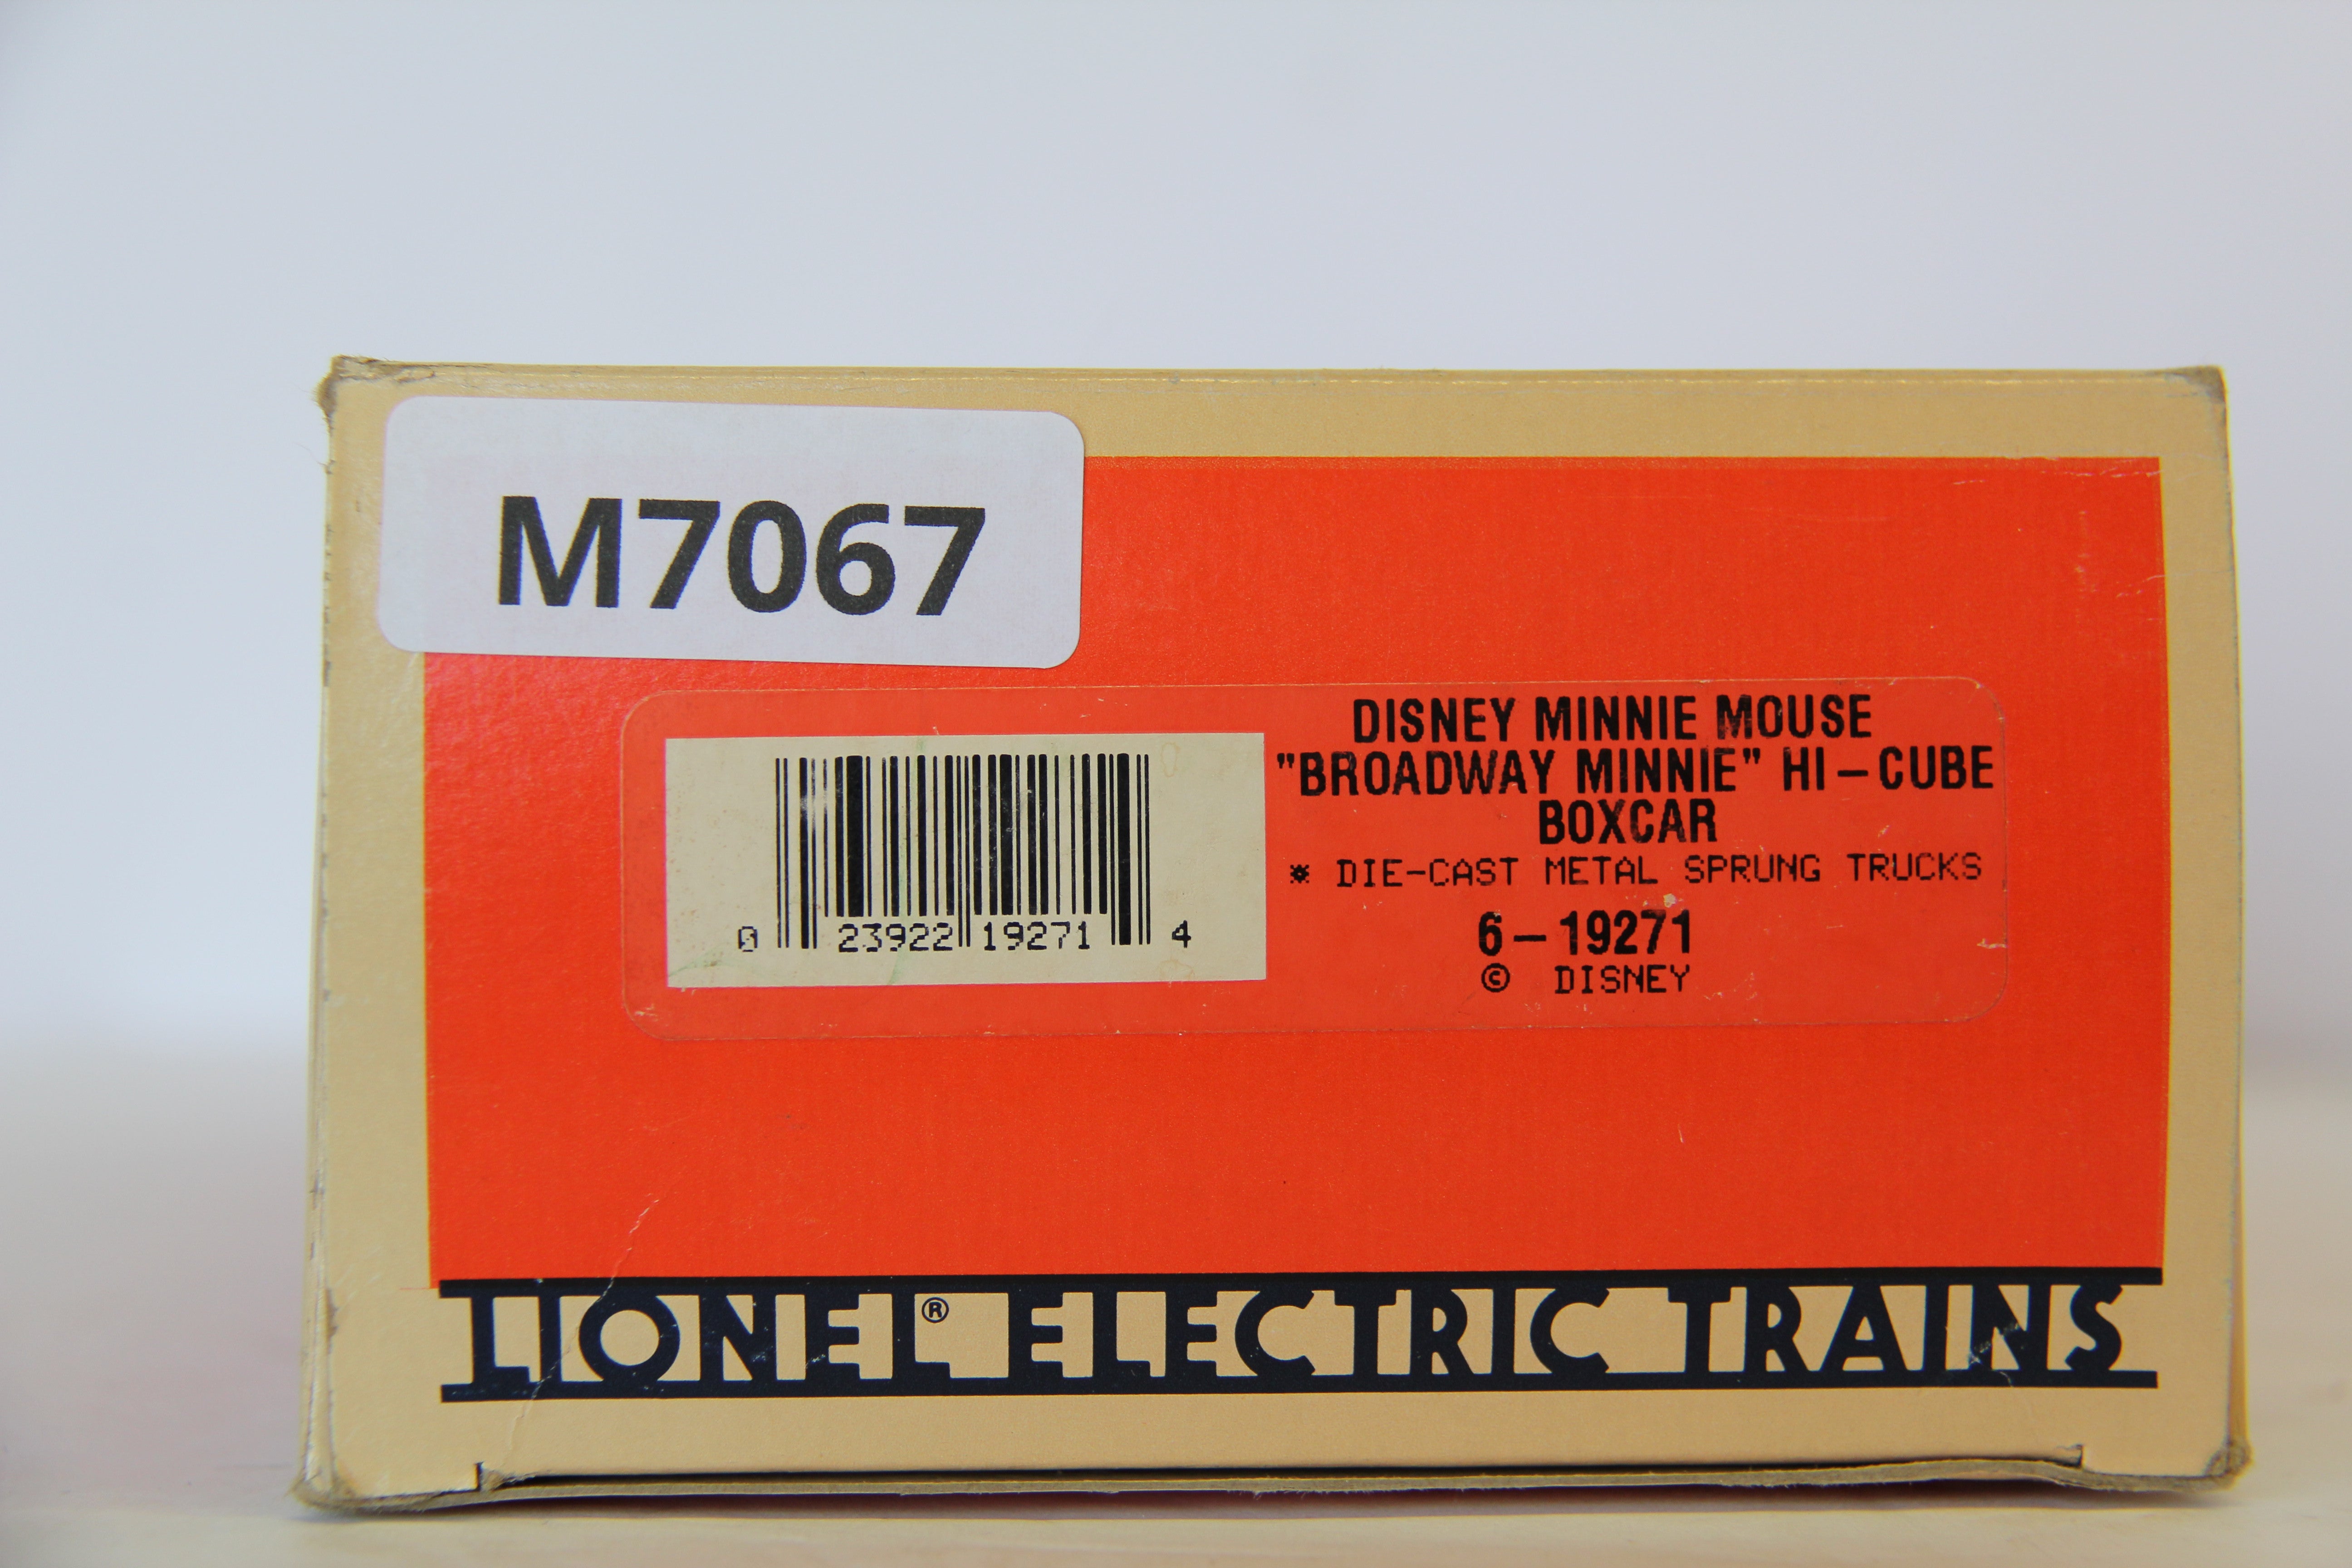 M7067
DISNEY MINNIE MOUSE
"BROADWAY MINNIE" HI-CUBE
BOXCAR
* DIE-CAST METAL SPRUNG TRUCKS
6-19271
© DISNEY
0 23922 19271 4
LIONEL® ELECTRIC TRAINS